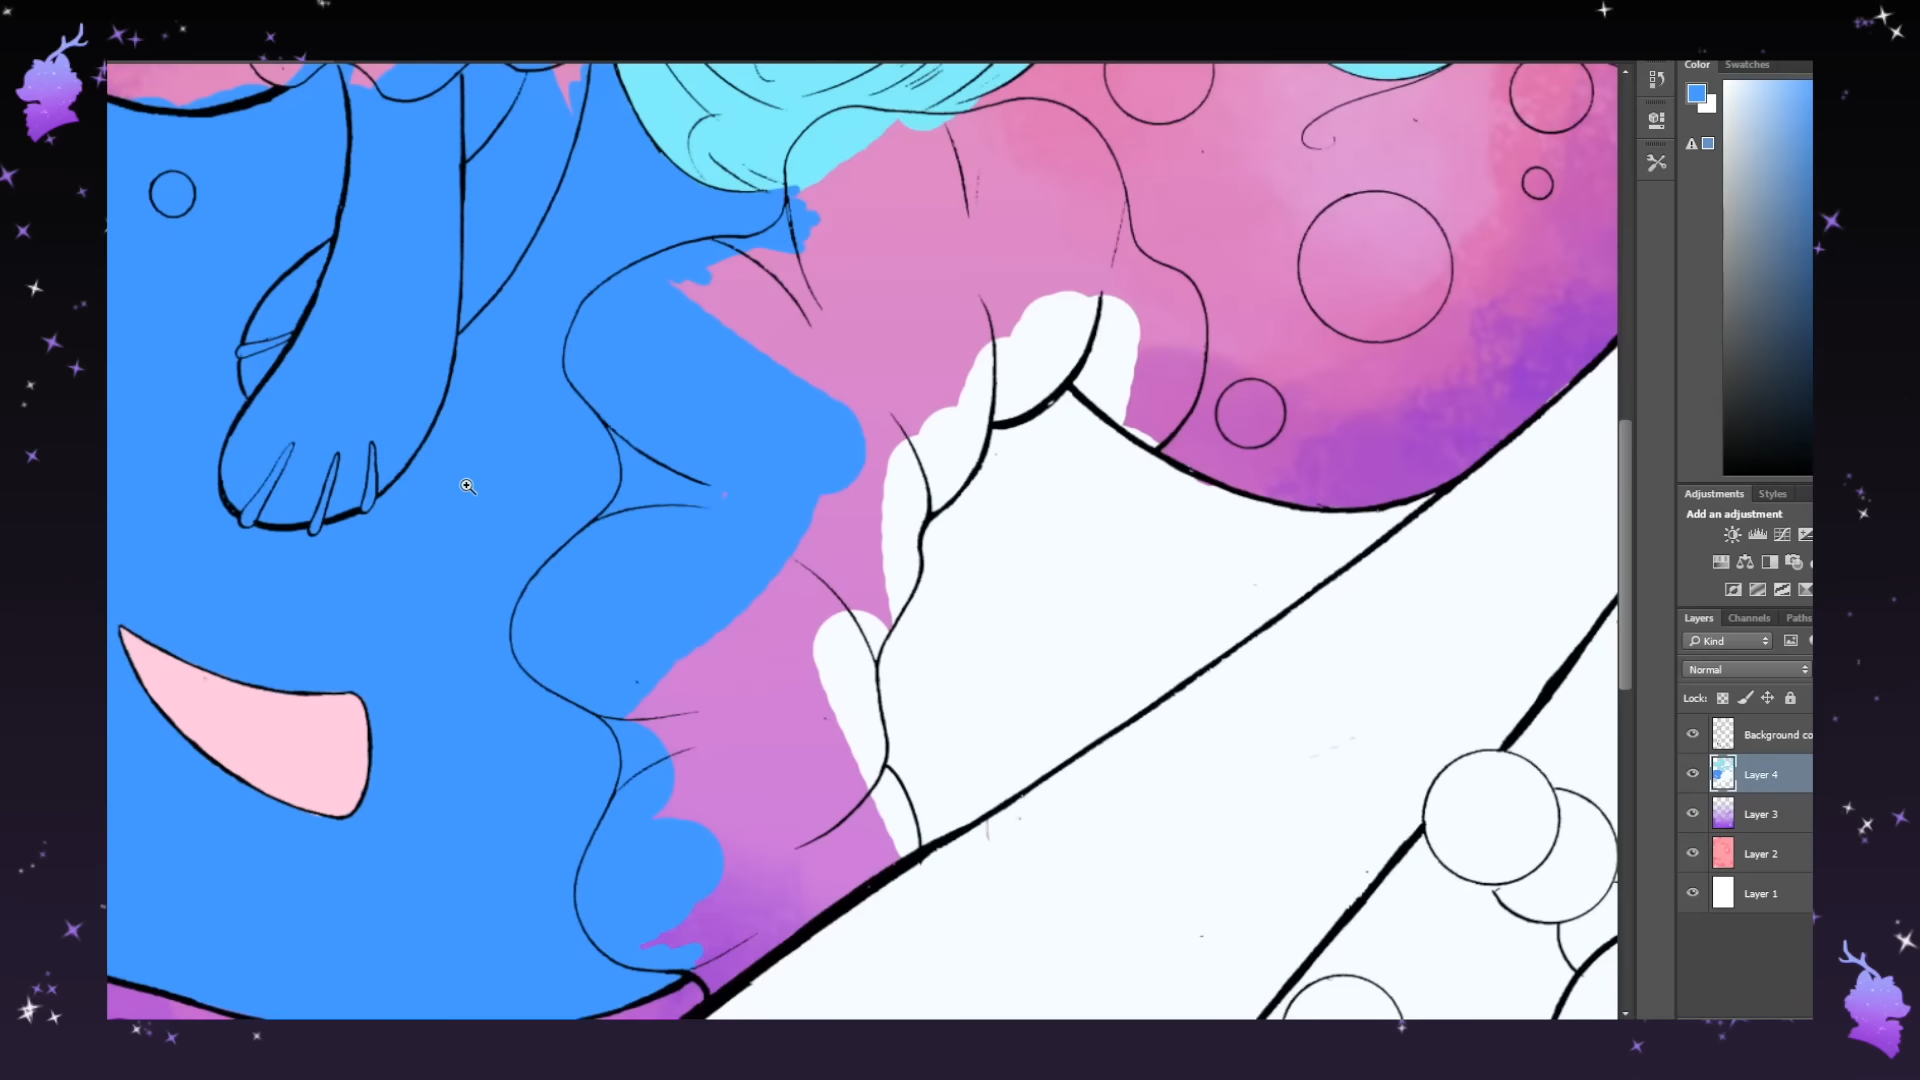 Color Swatches
Adjustments Styles
Add an adjustment
Layers Channels Paths
Kind
Normal
Lock:
Background co
Layer 4
Layer 3
Layer 2
Layer 1